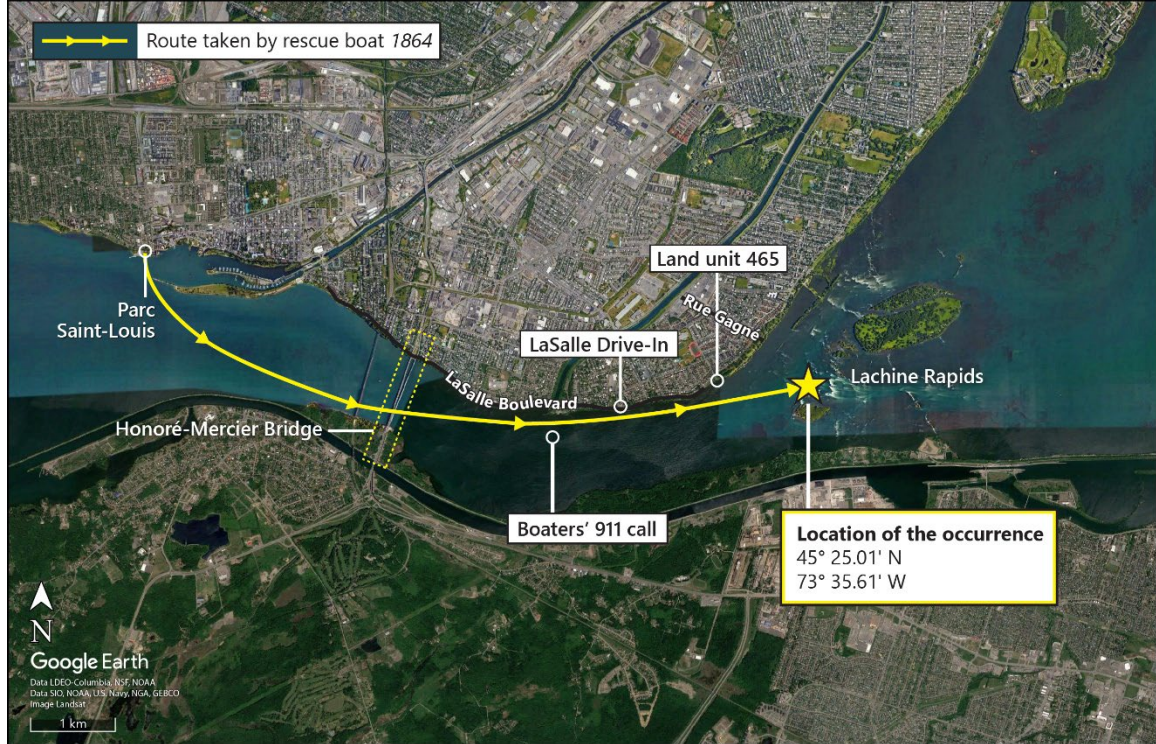 Route taken by rescue boat 1864
Land unit 465
Rue Gagné
Parc
Saint-Louis
LaSalle Drive-In
Lachine Rapids
LaSalle Boulevard
Honoré-Mercier Bridge
Boaters’ 911 call
Location of the occurrence
45° 25.01' N
73° 35.61' W
N
Google Earth
Data LDEO-Columbia, NSF, NOAA
Data SIO, NOAA, U.S. Navy, NGA, GEBCO
Image Landsat
1 km